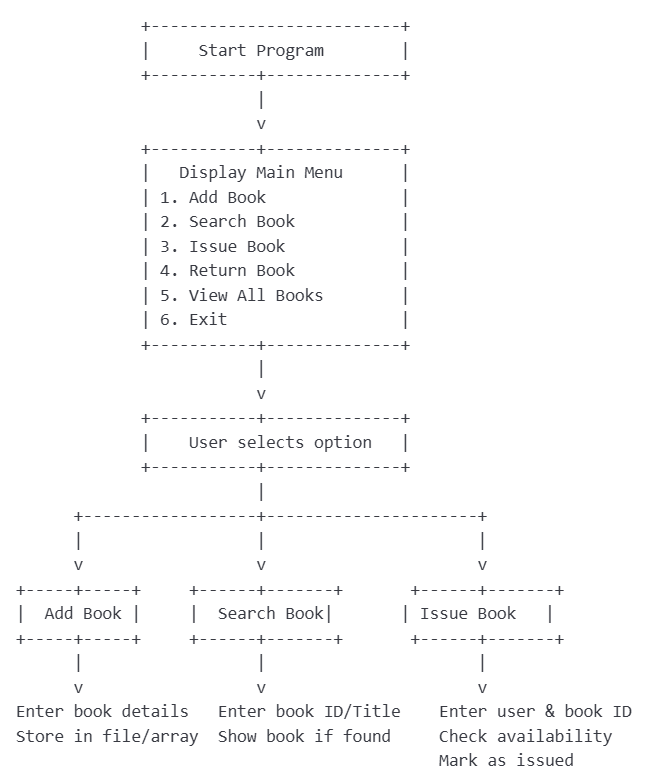 Start Program
Display Main Menu
1. Add Book
2. Search Book
3. Issue Book
4. Return Book
5. View All Books
6. Exit
User selects option
Add Book
Search Book
Issue Book
Enter book details
Store in file/array
Enter book ID/Title
Show book if found
Enter user & book ID
Check availability
Mark as issued